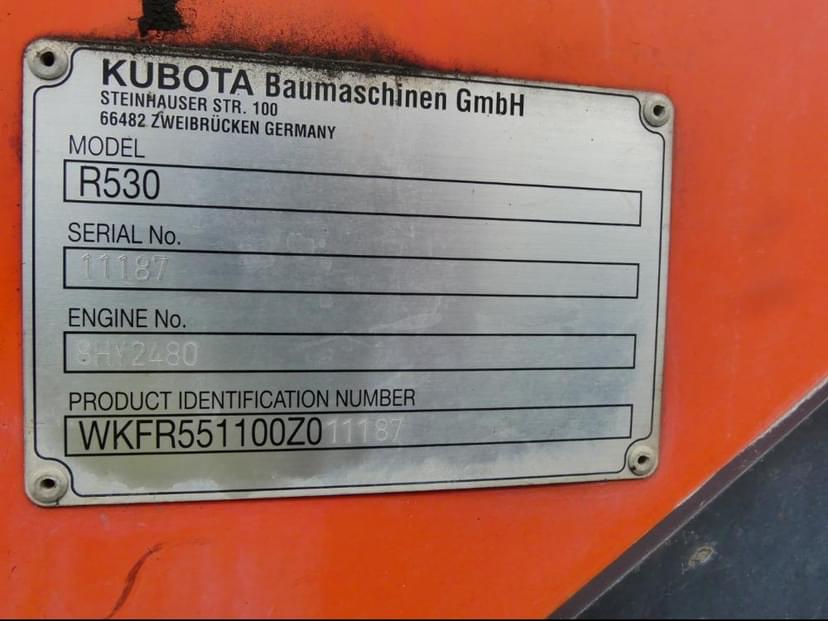 KUBOTA Baumaschinen GmbH
STEINHAUSER STR. 100
66482 ZWEIBRÜCKEN GERMANY
MODEL
R530
SERIAL No.
11187
ENGINE No.
8HY2480
PRODUCT IDENTIFICATION NUMBER
WKFR551100Z011187